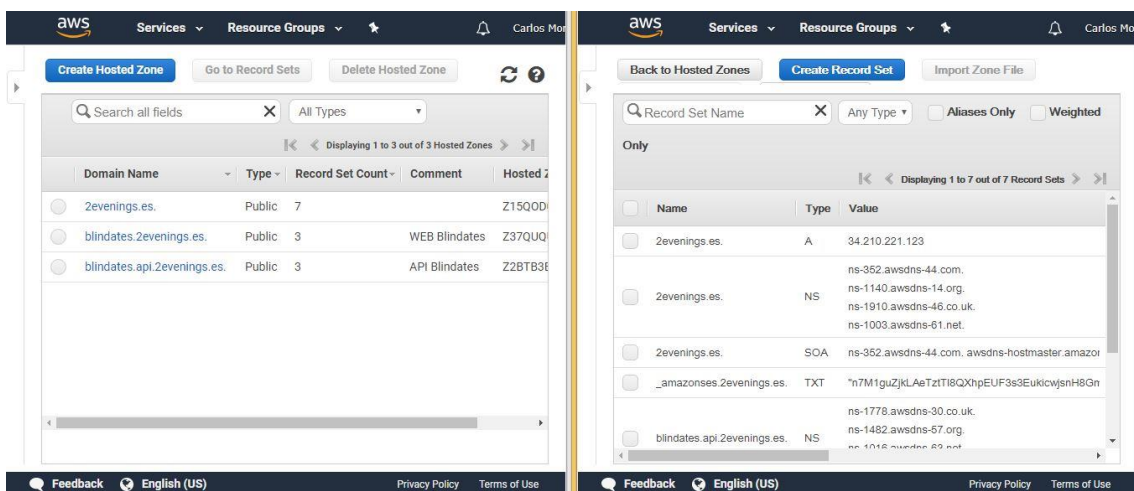 aws Services Resource Groups Carlos Mor
Create Hosted Zone Go to Record Sets Delete Hosted Zone
Search all fields All Types
Displaying 1 to 3 out of 3 Hosted Zones
Domain Name Type Record Set Count Comment Hosted Z
2evenings.es. Public 7 Z15QOD
blindates.2evenings.es. Public 3 WEB Blindates Z37QUQ
blindates.api.2evenings.es. Public 3 API Blindates Z2BTB3E
Feedback English (US) Privacy Policy Terms of Use
aws Services Resource Groups Carlos Mo
Back to Hosted Zones Create Record Set Import Zone File
Record Set Name Any Type Aliases Only Weighted
Only
Displaying 1 to 7 out of 7 Record Sets
Name Type Value
2evenings.es. A 34.210.221.123
ns-352.awsdns-44.com.
ns-1140.awsdns-14.org.
2evenings.es. NS
ns-1910.awsdns-46.co.uk.
ns-1003.awsdns-61.net.
2evenings.es. SOA ns-352.awsdns-44.com. awsdns-hostmaster.amazor
_amazonses.2evenings.es. TXT
ns-1778.awsdns-30.co.uk.
ns-1482.awsdns-57.org.
blindates.api.2evenings.es. NS
ns-1016.awsdns-63.net.
Feedback English (US) Privacy Policy Terms of Use